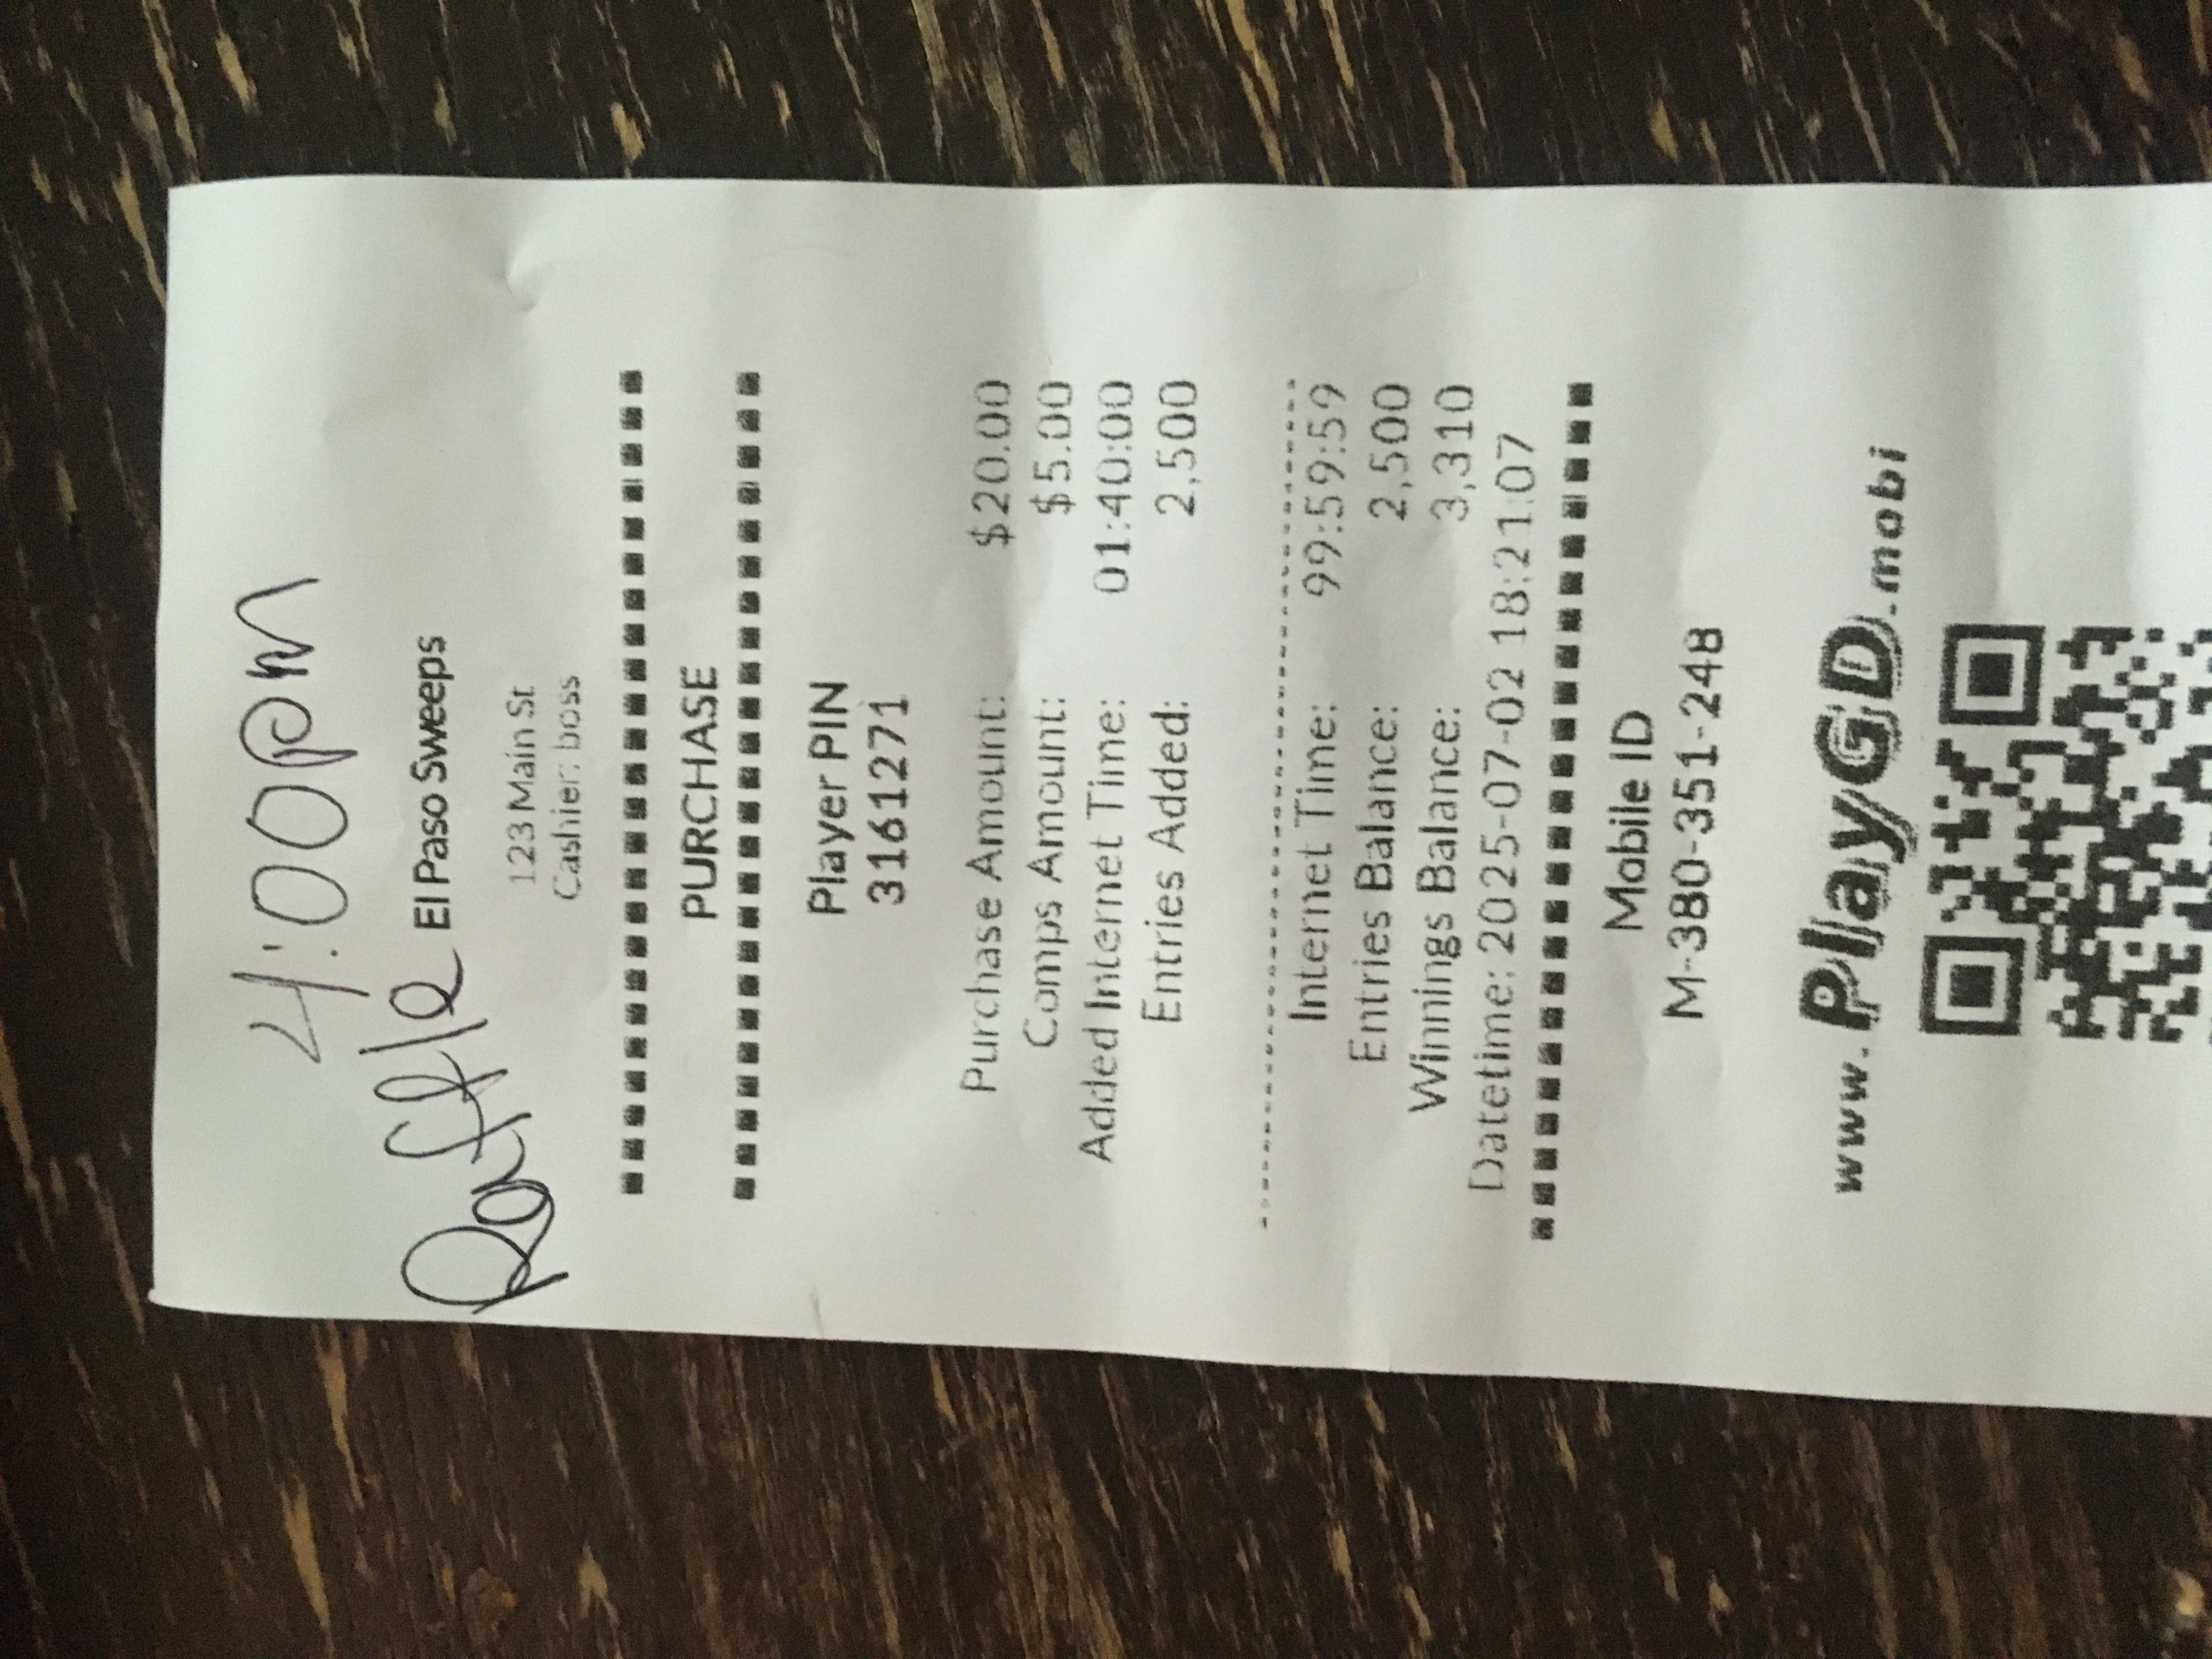 4:00pm
Raffle
El Paso Sweeps
123 Main St
Cashier: boss
PURCHASE
Player PIN
3161271
Purchase Amount: $20.00
Comps Amount: $5.00
Added Internet Time: 01:40:00
Entries Added: 2,500
Internet Time: 99:59:59
Entries Balance: 2,500
Winnings Balance: 3,310
Datetime: 2025-07-02 18:21:07
Mobile ID
M-380-351-248
www.PlayGD.mobi